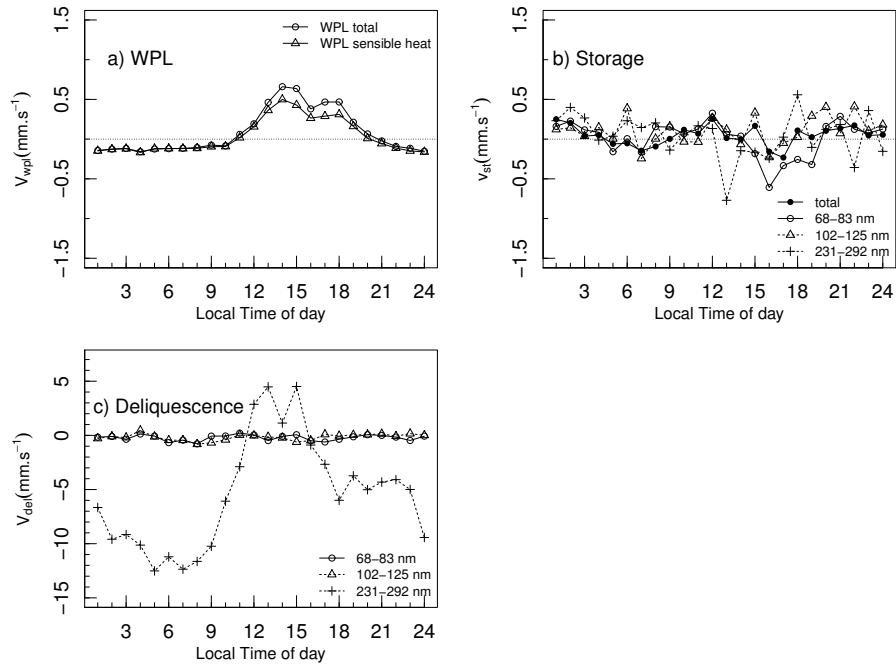 WPL total
WPL sensible heat
a) WPL
1.5
0.5
−0.5
−1.5
Vwpl(mm.s−1)
3 6 9 12 15 18 21 24
Local Time of day
b) Storage
1.5
0.5
−0.5
−1.5
vst(mm.s−1)
total
68−83 nm
102−125 nm
231−292 nm
3 6 9 12 15 18 21 24
Local Time of day
c) Deliquescence
5
0
−5
−10
−15
Vdel(mm.s−1)
68−83 nm
102−125 nm
231−292 nm
3 6 9 12 15 18 21 24
Local Time of day